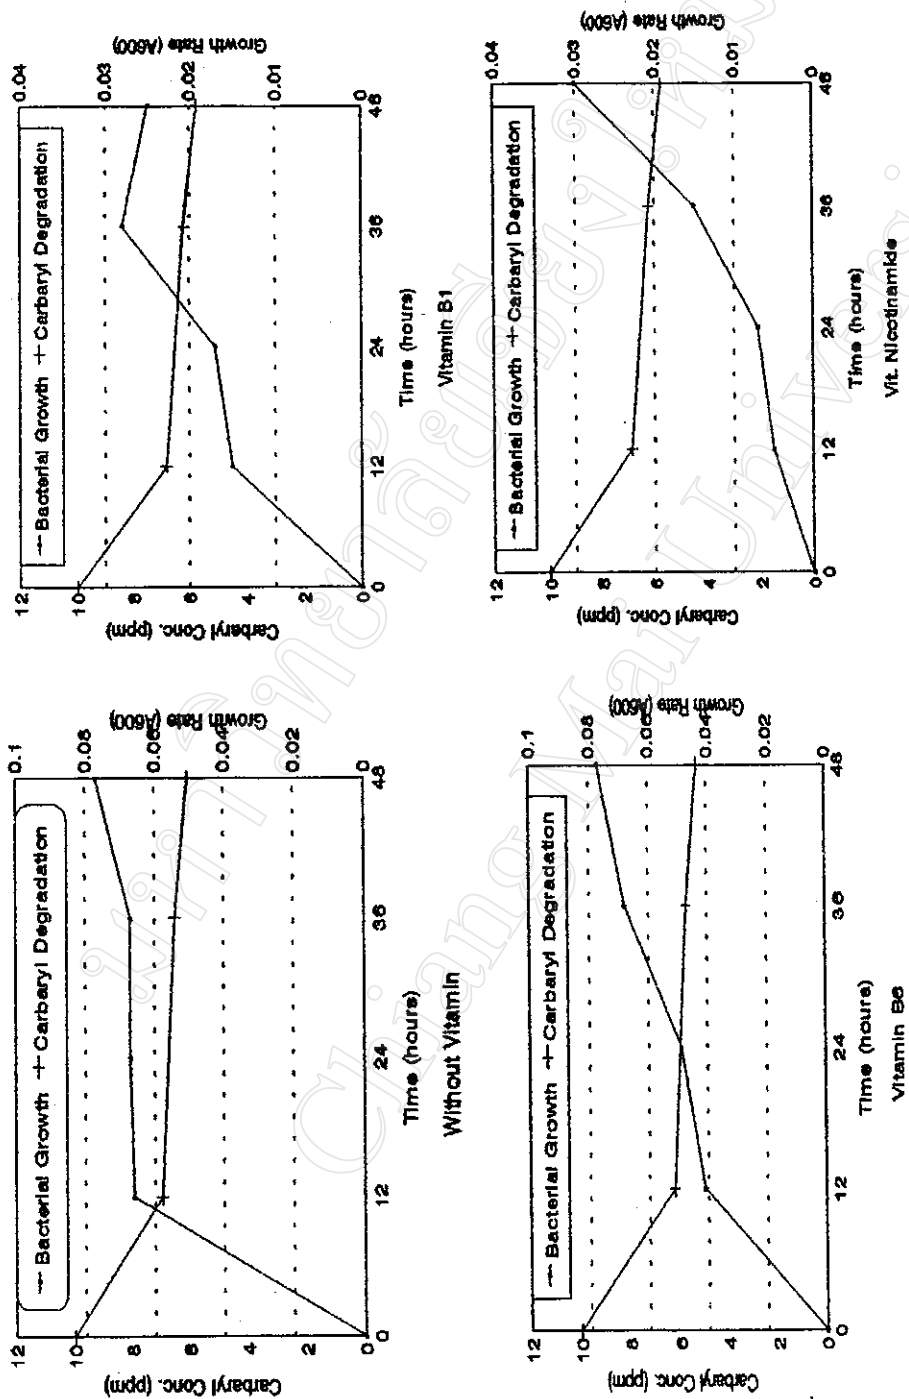 Carbaryl Conc. (ppm)
Growth Rate (A600)
12
0.1
Bacterial Growth
Carbaryl Degradation
10
0.08
8
0.06
6
0.04
4
0.02
2
0
0
0
12
24
36
48
Time (hours)
Without Vitamin
Carbaryl Conc. (ppm)
Growth Rate (A600)
12
0.04
Bacterial Growth
Carbaryl Degradation
10
0.03
8
0.02
6
4
0.01
2
0
0
12
24
36
48
Time (hours)
Vitamin B1
Carbaryl Conc. (ppm)
Growth Rate (A600)
12
0.1
Bacterial Growth
Carbaryl Degradation
10
0.08
8
0.06
6
0.04
4
0.02
2
0
0
0
12
24
36
48
Time (hours)
Vitamin B6
Carbaryl Conc. (ppm)
Growth Rate (A600)
12
0.04
Bacterial Growth
Carbaryl Degradation
10
0.03
8
0.02
6
4
0.01
2
0
0
12
24
36
48
Time (hours)
Vit. Nicotinamide
Chiang Mai Univers